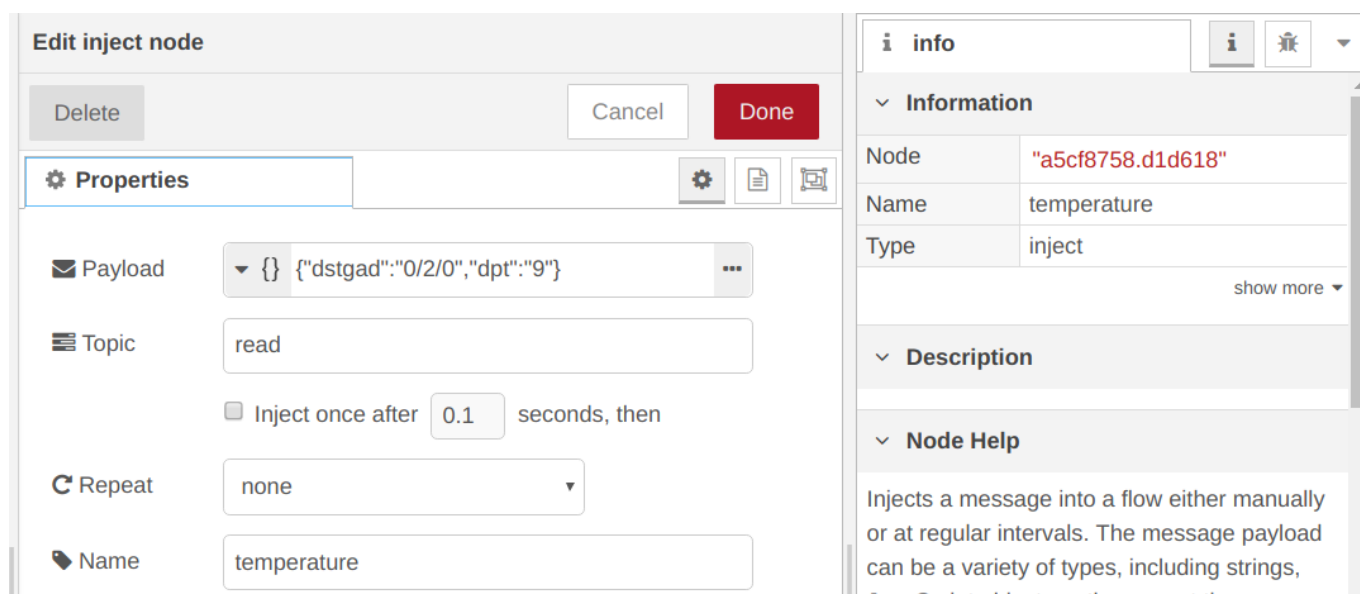 Edit inject node
Delete
Cancel
Done
Properties
Payload
{} {"dstgad":"0/2/0","dpt":"9"}
Topic
read
Inject once after 0.1 seconds, then
Repeat
none
Name
temperature
i info
i
Information
Node "a5cf8758.d1d618"
Name temperature
Type inject
show more
Description
Node Help
Injects a message into a flow either manually
or at regular intervals. The message payload
can be a variety of types, including strings,